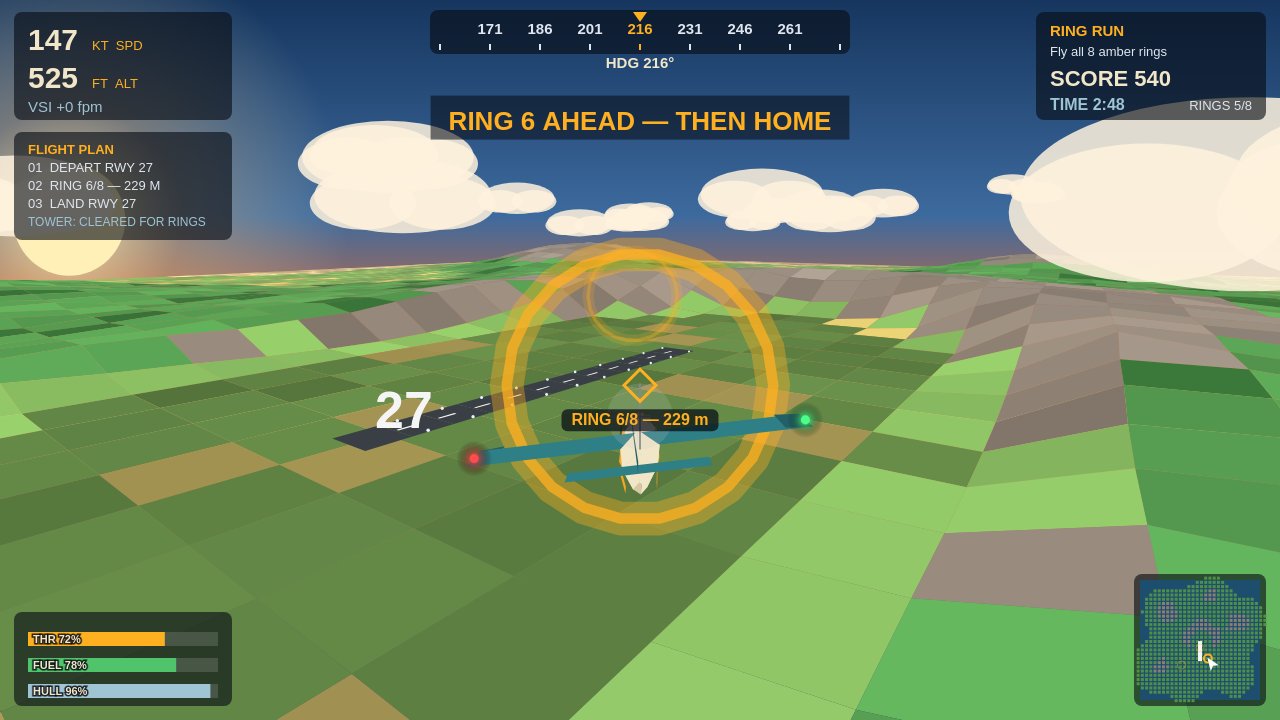 147 KT SPD
525 FT ALT
VSI +0 fpm
FLIGHT PLAN
01 DEPART RWY 27
02 RING 6/8 — 229 M
03 LAND RWY 27
TOWER: CLEARED FOR RINGS
171 186 201 216 231 246 261
HDG 216°
RING 6 AHEAD — THEN HOME
RING RUN
Fly all 8 amber rings
SCORE 540
TIME 2:48 RINGS 5/8
27
RING 6/8 — 229 m
THR 72%
FUEL 78%
HULL 96%